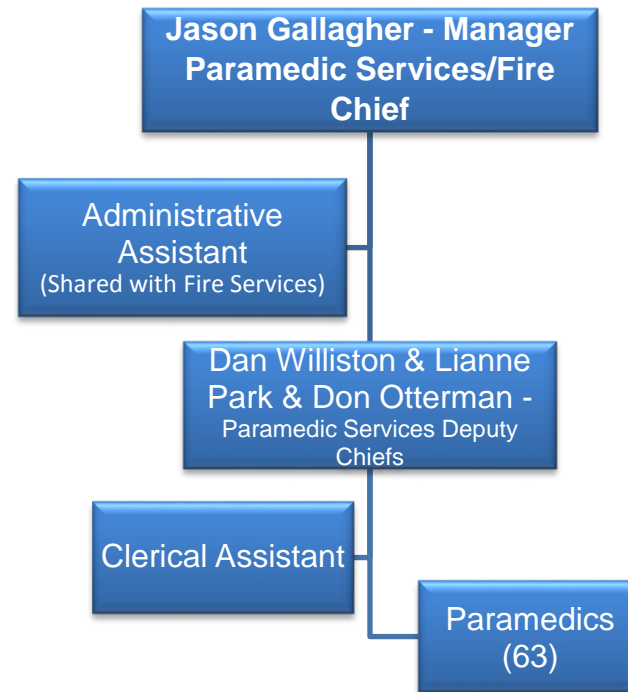 Jason Gallagher - Manager
Paramedic Services/Fire
Chief
Administrative
Assistant
(Shared with Fire Services)
Dan Williston & Lianne
Park & Don Otterman -
Paramedic Services Deputy
Chiefs
Clerical Assistant
Paramedics
(63)